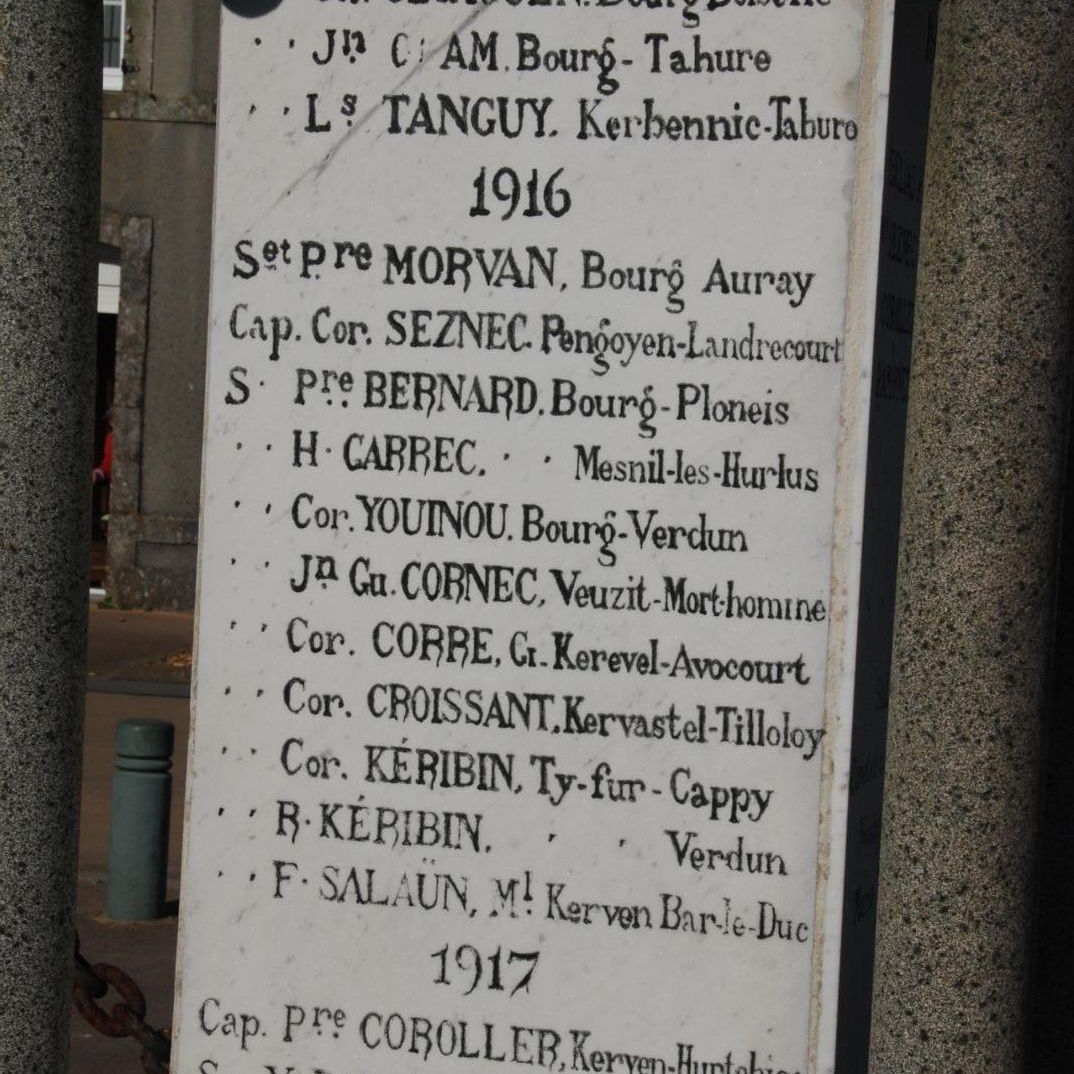 · · Jn AM. Bourg - Tahure
· · Ls TANGUY. Kerbennic-Tahure
1916
Set Pre MORVAN, Bourg Auray
Cap. Cor. SEZNEC. Pengoyen-Landrecourt
S· Pre BERNARD. Bourg - Ploneis
· · H· CARREC. · · Mesnil-les-Hurlus
· · Cor. YOUINOU. Bourg-Verdun
· · Jn Gu. CORNEC, Veuzit-Mort-homme
· · Cor. CORRE, Gr. Kerevel-Avocourt
· · Cor. CROISSANT. Kervastel-Tilloloy
· · Cor. KÉRIBIN, Ty-fur-Cappy
· · R· KÉRIBIN. · · Verdun
· · F· SALAÜN, Ml Kerven Bar-le-Duc
1917
Cap. Pre COROLLER, Kerven-